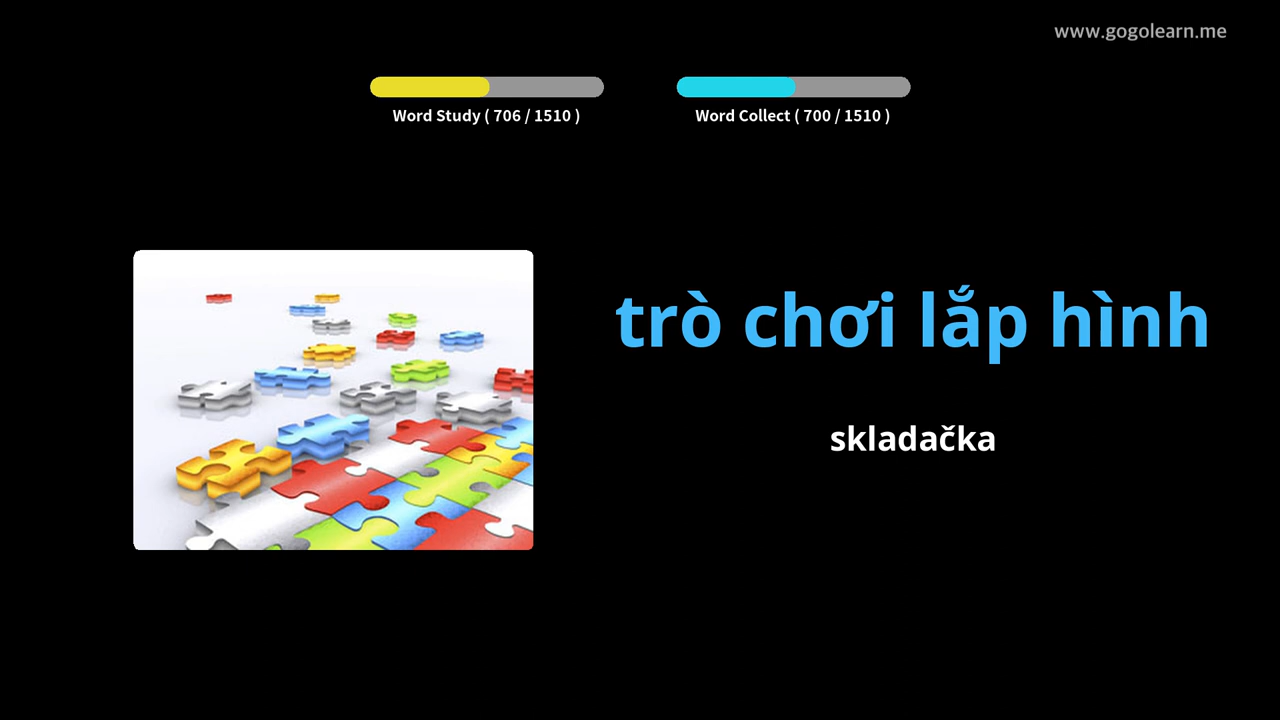 www.gogolearn.me
Word Study ( 706 / 1510 )
Word Collect ( 700 / 1510 )
trò chơi lắp hình
skladačka